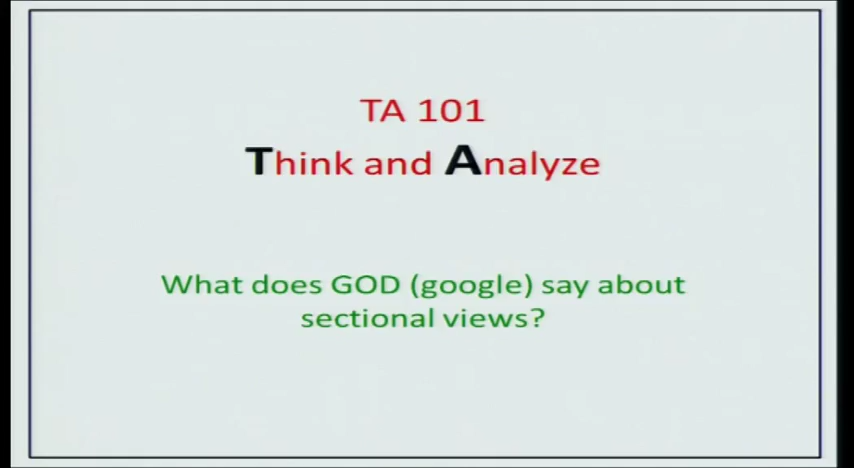 TA 101
Think and Analyze
What does GOD (google) say about
sectional views?